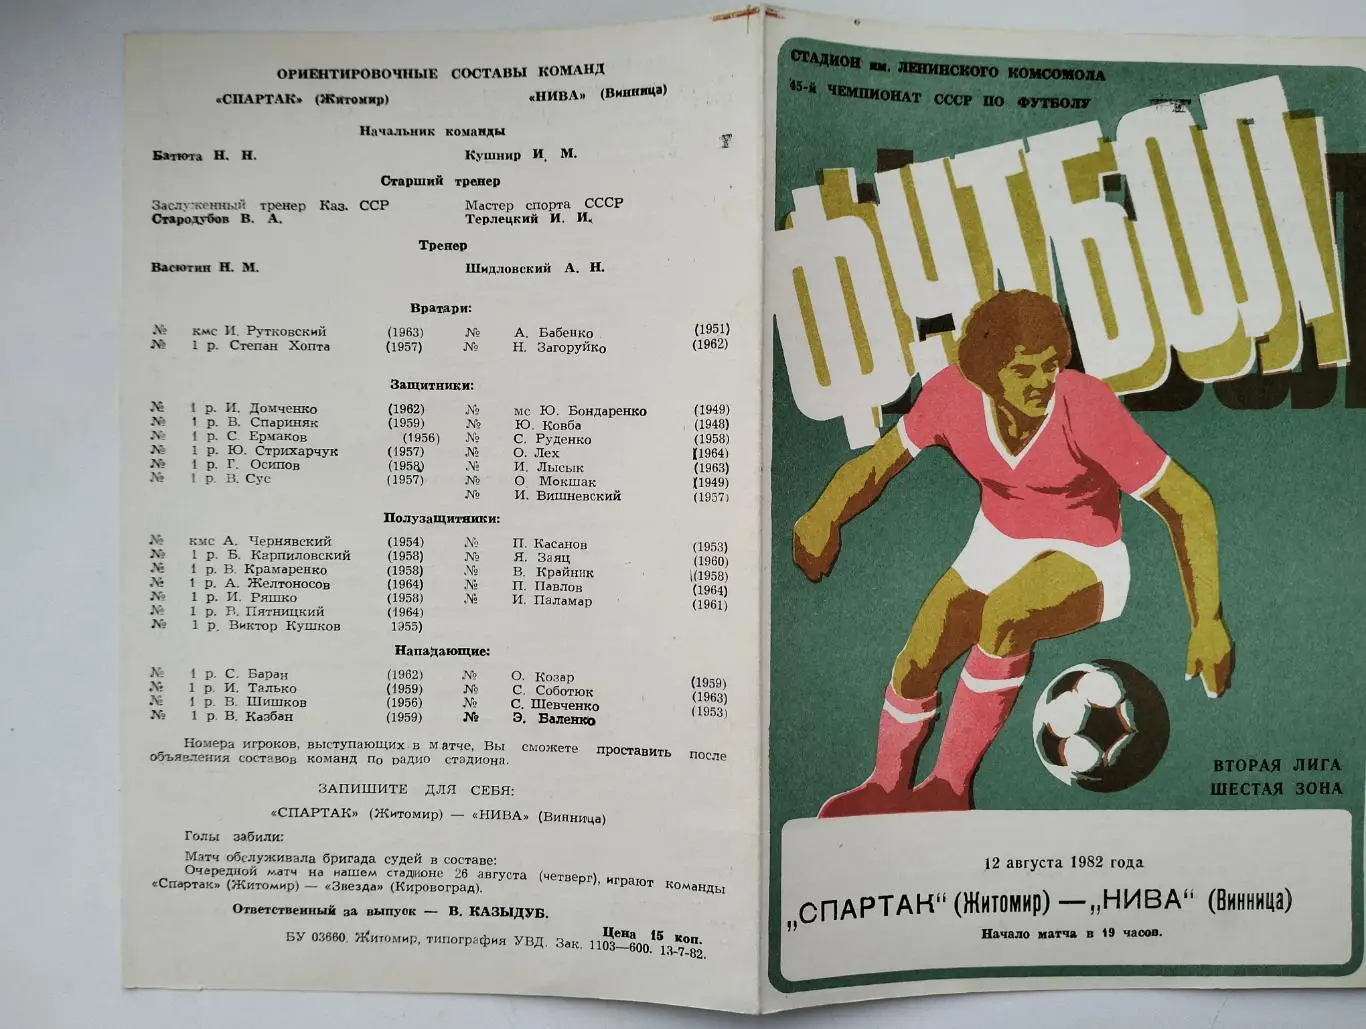 ОРИЕНТИРОВОЧНЫЕ СОСТАВЫ КОМАНД
«СПАРТАК» (Житомир) «НИВА» (Винница)
Начальник команды
Батюта Н. Н. Кушнир И. М.
Старший тренер
Заслуженный тренер Каз. ССР Мастер спорта СССР
Стародубов В. А. Терлецкий И. И.
Тренер
Васютин Н. М. Шидловский А. Н.
Вратари:
№ кмс И. Рутковский (1963) № А. Бабенко (1951)
№ 1 р. Степан Хопта (1957) № Н. Загоруйко (1962)
Защитники:
№ 1 р. И. Домченко (1962) № мс Ю. Бондаренко (1949)
№ 1 р. В. Спариняк (1959) № Ю. Ковба (1948)
№ 1 р. С. Ермаков (1956) № С. Руденко (1958)
№ 1 р. Ю. Стрихарчук (1957) № О. Лех (1964)
№ 1 р. Г. Осипов (1958) № И. Лысык (1963)
№ 1 р. В. Сус (1957) № О. Мокшак (1949)
№ И. Вишневский (1957)
Полузащитники:
№ кмс А. Чернявский (1954) № П. Касанов (1953)
№ 1 р. Б. Карпиловский (1958) № Я. Заяц (1960)
№ 1 р. В. Крамаренко (1958) № В. Крайник (1958)
№ 1 р. А. Желтоносов (1964) № П. Павлов (1964)
№ 1 р. И. Ряшко (1958) № И. Паламар (1961)
№ 1 р. В. Пятницкий (1964)
№ 1 р. Виктор Кушков 1955)
Нападающие:
№ 1 р. С. Баран (1962) № О. Козар (1959)
№ 1 р. И. Талько (1959) № С. Соботюк (1963)
№ 1 р. В. Шишков (1956) № С. Шевченко (1953)
№ 1 р. В. Казбан (1959) № Э. Валенко
Номера игроков, выступающих в матче, Вы сможете проставить после
объявления составов команд по радио стадиона.
ЗАПИШИТЕ ДЛЯ СЕБЯ:
«СПАРТАК» (Житомир) — «НИВА» (Винница)
Голы забили:
Матч обслуживала бригада судей в составе:
Очередной матч на нашем стадионе 26 августа (четверг), играют команды
«Спартак» (Житомир) — «Звезда» (Кировоград).
Ответственный за выпуск — В. КАЗЫДУБ.
Цена 15 коп.
БУ 03660. Житомир, типография УВД. Зак. 1103—600. 13-7-82.
СТАДИОН им. ЛЕНИНСКОГО КОМСОМОЛА
45-й ЧЕМПИОНАТ СССР ПО ФУТБОЛУ
ФУТБОЛ
ВТОРАЯ ЛИГА
ШЕСТАЯ ЗОНА
12 августа 1982 года
„СПАРТАК“ (Житомир) — „НИВА“ (Винница)
Начало матча в 19 часов.